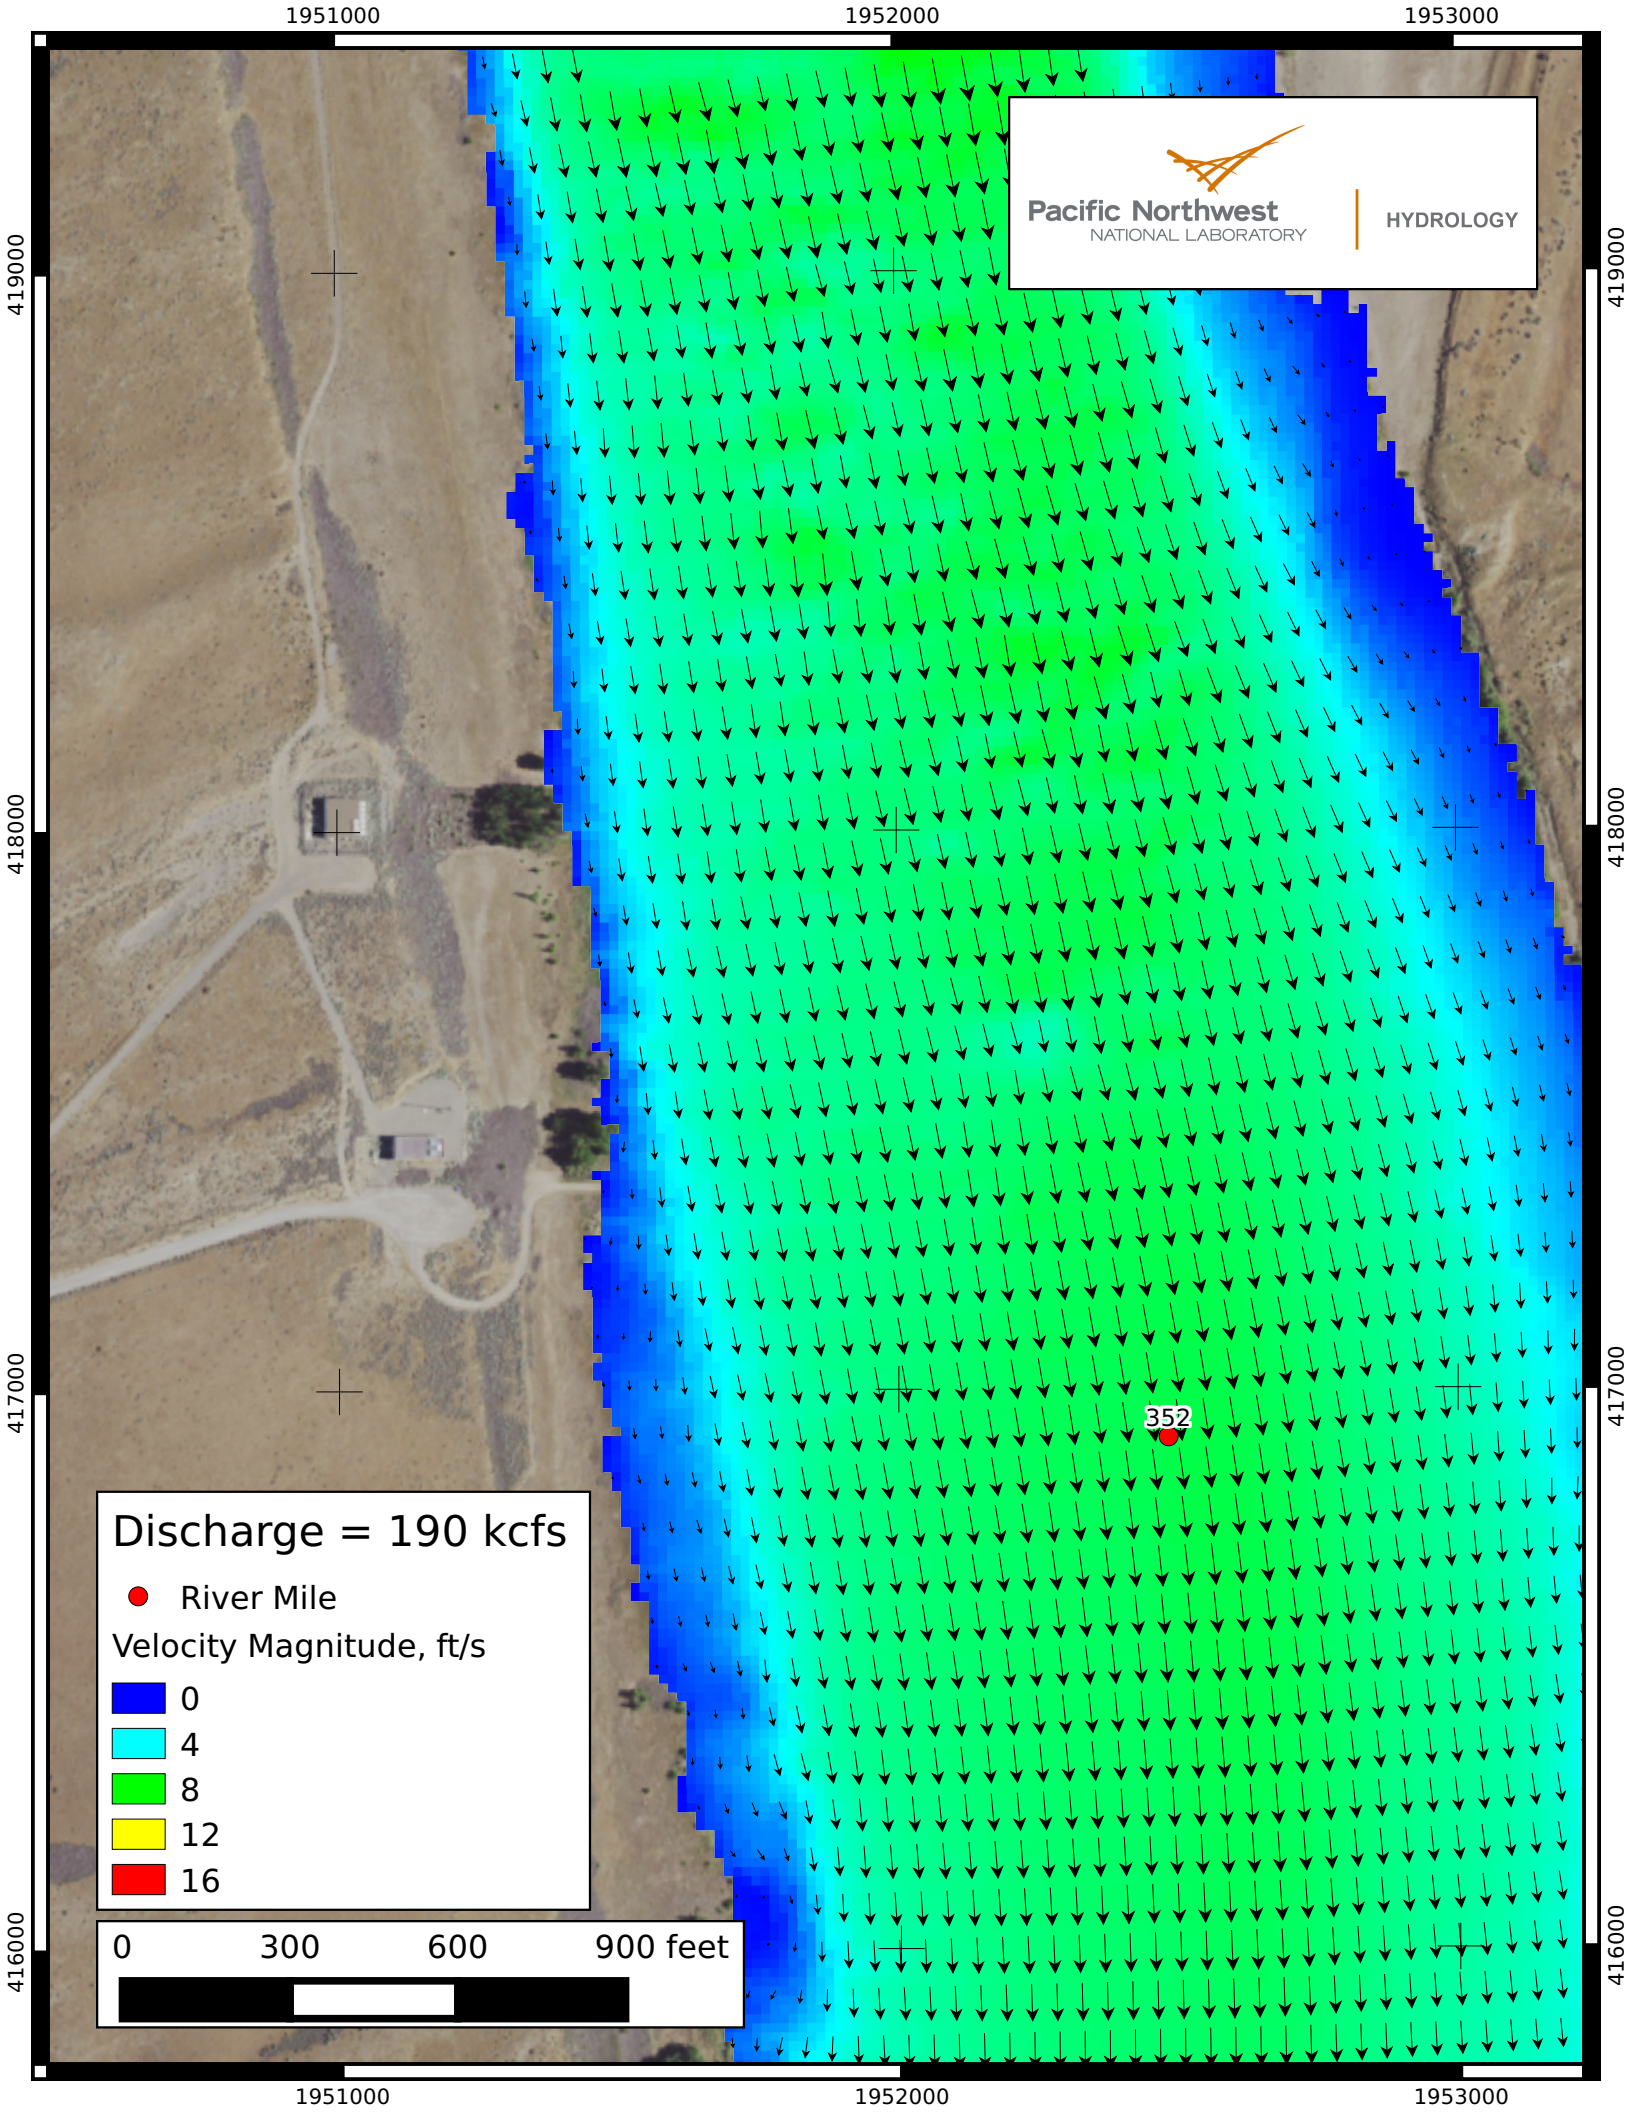 1951000 1952000 1953000
Pacific Northwest
NATIONAL LABORATORY
HYDROLOGY
419000 419000
418000 418000
417000 417000
352
Discharge = 190 kcfs
River Mile
Velocity Magnitude, ft/s
0
4
8
12
16
416000 416000
0 300 600 900 feet
1951000 1952000 1953000